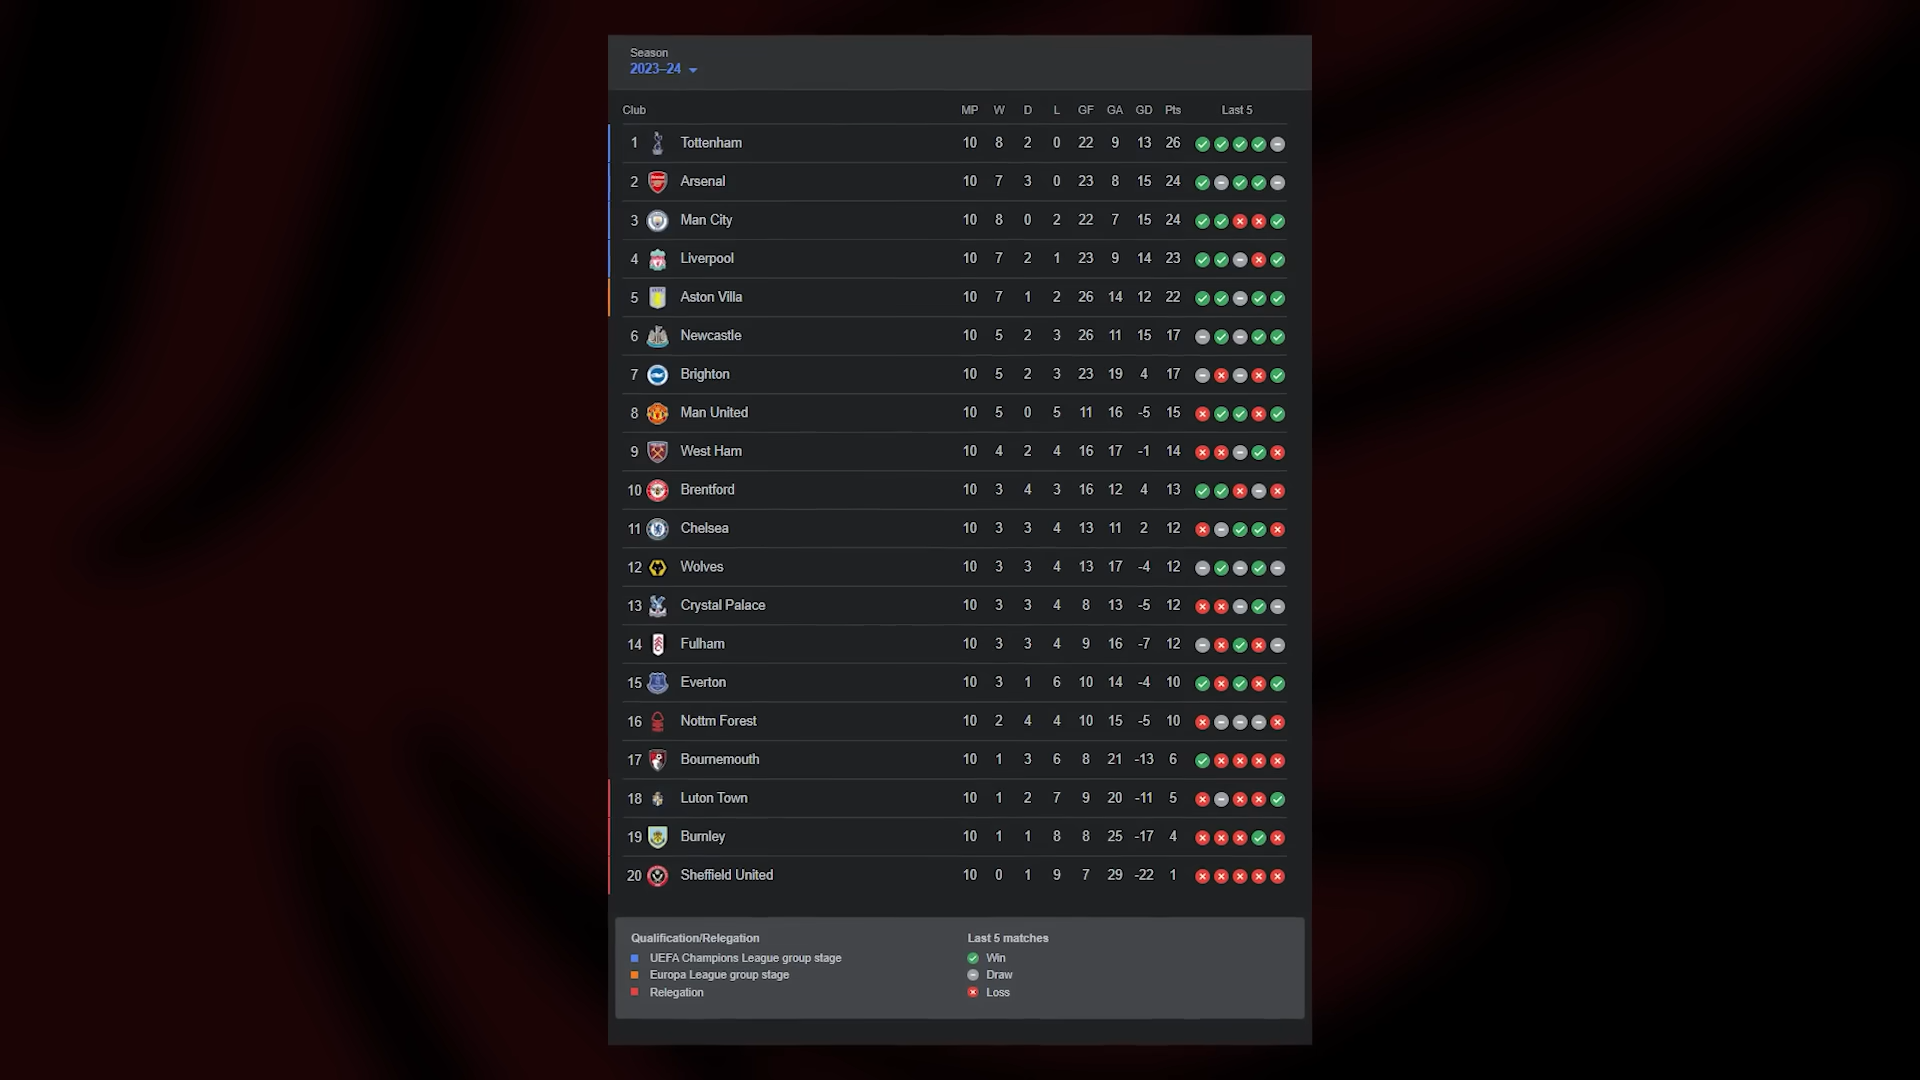 Season
2023–24
Club MP W D L GF GA GD Pts Last 5
1 Tottenham 10 8 2 0 22 9 13 26
2 Arsenal 10 7 3 0 23 8 15 24
3 Man City 10 8 0 2 22 7 15 24
4 Liverpool 10 7 2 1 23 9 14 23
5 Aston Villa 10 7 1 2 26 14 12 22
6 Newcastle 10 5 2 3 26 11 15 17
7 Brighton 10 5 2 3 23 19 4 17
8 Man United 10 5 0 5 11 16 -5 15
9 West Ham 10 4 2 4 16 17 -1 14
10 Brentford 10 3 4 3 16 12 4 13
11 Chelsea 10 3 3 4 13 11 2 12
12 Wolves 10 3 3 4 13 17 -4 12
13 Crystal Palace 10 3 3 4 8 13 -5 12
14 Fulham 10 3 3 4 9 16 -7 12
15 Everton 10 3 1 6 10 14 -4 10
16 Nottm Forest 10 2 4 4 10 15 -5 10
17 Bournemouth 10 1 3 6 8 21 -13 6
18 Luton Town 10 1 2 7 9 20 -11 5
19 Burnley 10 1 1 8 8 25 -17 4
20 Sheffield United 10 0 1 9 7 29 -22 1
Qualification/Relegation
UEFA Champions League group stage
Europa League group stage
Relegation
Last 5 matches
Win
Draw
Loss